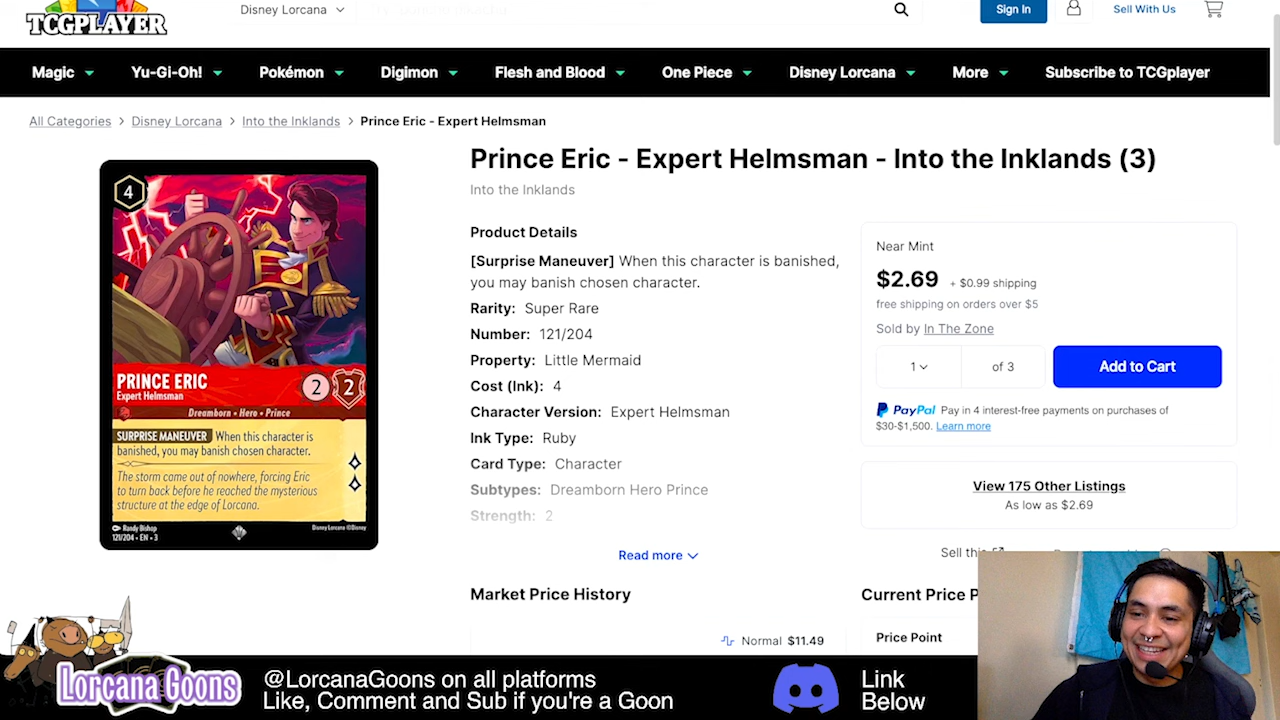 TCGPLAYER
Disney Lorcana
Sign In
Sell With Us
Magic
Yu-Gi-Oh!
Pokémon
Digimon
Flesh and Blood
One Piece
Disney Lorcana
More
Subscribe to TCGplayer
All Categories > Disney Lorcana > Into the Inklands > Prince Eric - Expert Helmsman
4
PRINCE ERIC
Expert Helmsman
2
2
Dreamborn • Hero • Prince
SURPRISE MANEUVER When this character is
banished, you may banish chosen character.
The storm came out of nowhere, forcing Eric
to turn back before he reached the mysterious
structure at the edge of Lorcana.
Randy Bishop
121/204 • EN • 3
Disney Lorcana ©Disney
Prince Eric - Expert Helmsman - Into the Inklands (3)
Into the Inklands
Product Details
[Surprise Maneuver] When this character is banished,
you may banish chosen character.
Rarity: Super Rare
Number: 121/204
Property: Little Mermaid
Cost (Ink): 4
Character Version: Expert Helmsman
Ink Type: Ruby
Card Type: Character
Subtypes: Dreamborn Hero Prince
Strength: 2
Read more
Near Mint
$2.69 + $0.99 shipping
free shipping on orders over $5
Sold by In The Zone
1
of 3
Add to Cart
PayPal Pay in 4 interest-free payments on purchases of
$30-$1,500. Learn more
View 175 Other Listings
As low as $2.69
Sell this
Market Price History
Normal $11.49
Current Price P
Price Point
Lorcana Goons
@LorcanaGoons on all platforms
Like, Comment and Sub if you're a Goon
Link
Below